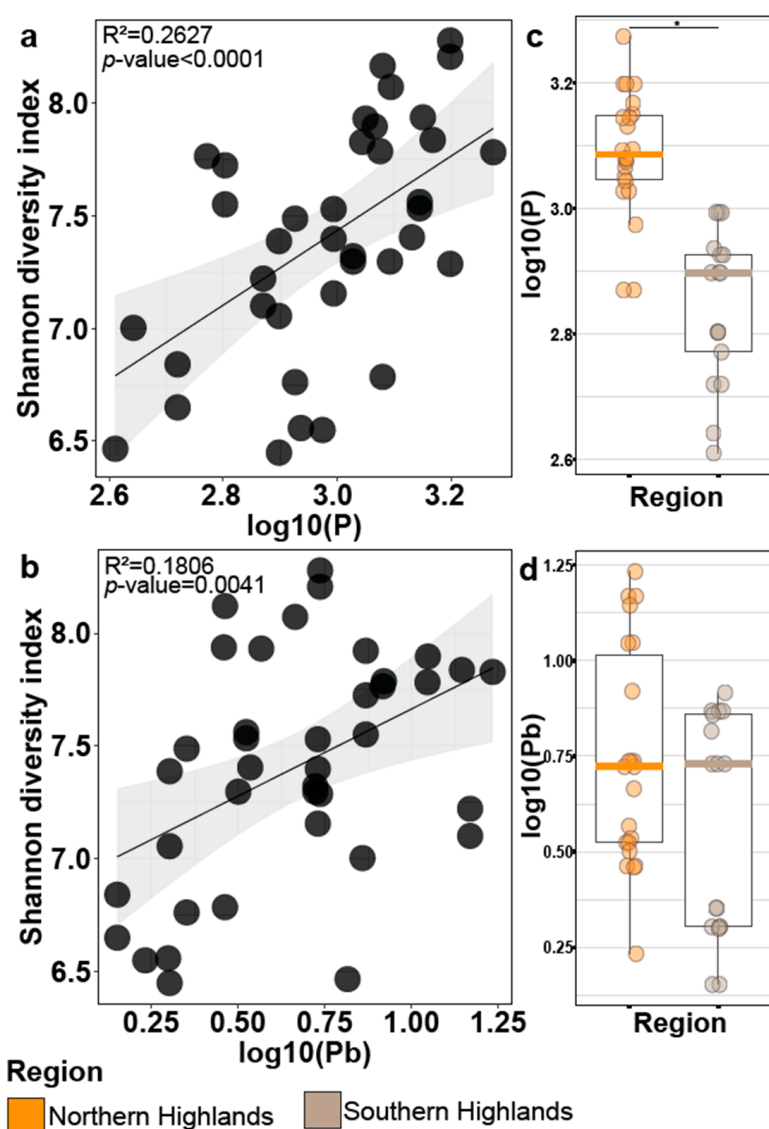 a
R²=0.2627
p-value<0.0001
Shannon diversity index
8.0
7.5
7.0
6.5
2.6 2.8 3.0 3.2
log10(P)
c
*
log10(P)
3.2
3.0
2.8
2.6
Region
b
R²=0.1806
p-value=0.0041
Shannon diversity index
8.0
7.5
7.0
6.5
0.25 0.50 0.75 1.00 1.25
log10(Pb)
d
log10(Pb)
1.25
1.00
0.75
0.50
0.25
Region
Region
Northern Highlands Southern Highlands